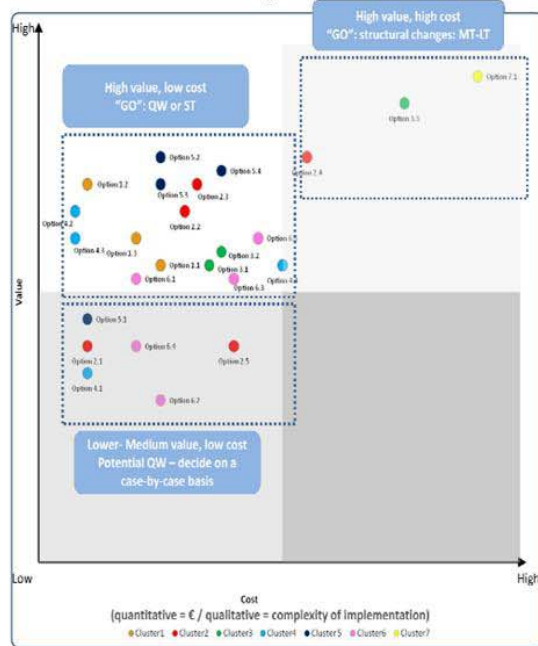 High
High value, high cost
“GO”: structural changes: MT-LT
Option 7.1
High value, low cost
“GO”: QW or ST
Option 5.2
Option 5.4
Option 2.4
Option 1.2
Option 5.3
Option 2.3
Option 4.2
Option 2.2
Option 4.3
Option 1.3
Option 3.2
Option 1.1
Option 3.1
Option 6.1
Option 6.3
Value
Option 5.1
Option 2.1
Option 6.4
Option 2.5
Option 4.1
Option 6.2
Lower- Medium value, low cost
Potential QW – decide on a
case-by-case basis
Low
High
Cost
(quantitative = € / qualitative = complexity of implementation)
Cluster1 Cluster2 Cluster3 Cluster4 Cluster5 Cluster6 Cluster7